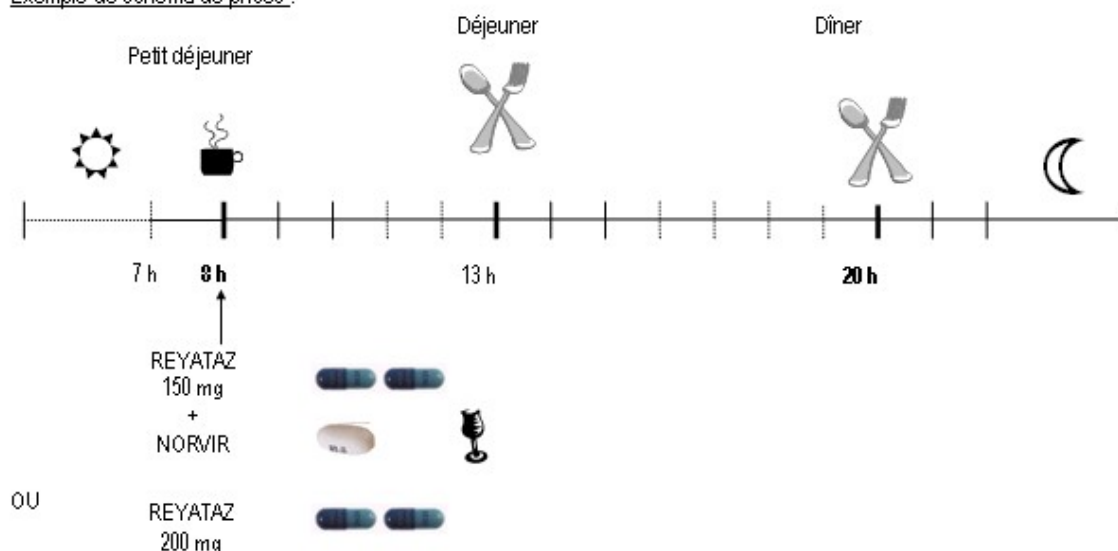 Exemple de schéma de prises :
Déjeuner
Dîner
Petit déjeuner
7 h
8 h
13 h
20 h
REYATAZ
150 mg
+
NORVIR
OU
REYATAZ
200 mg